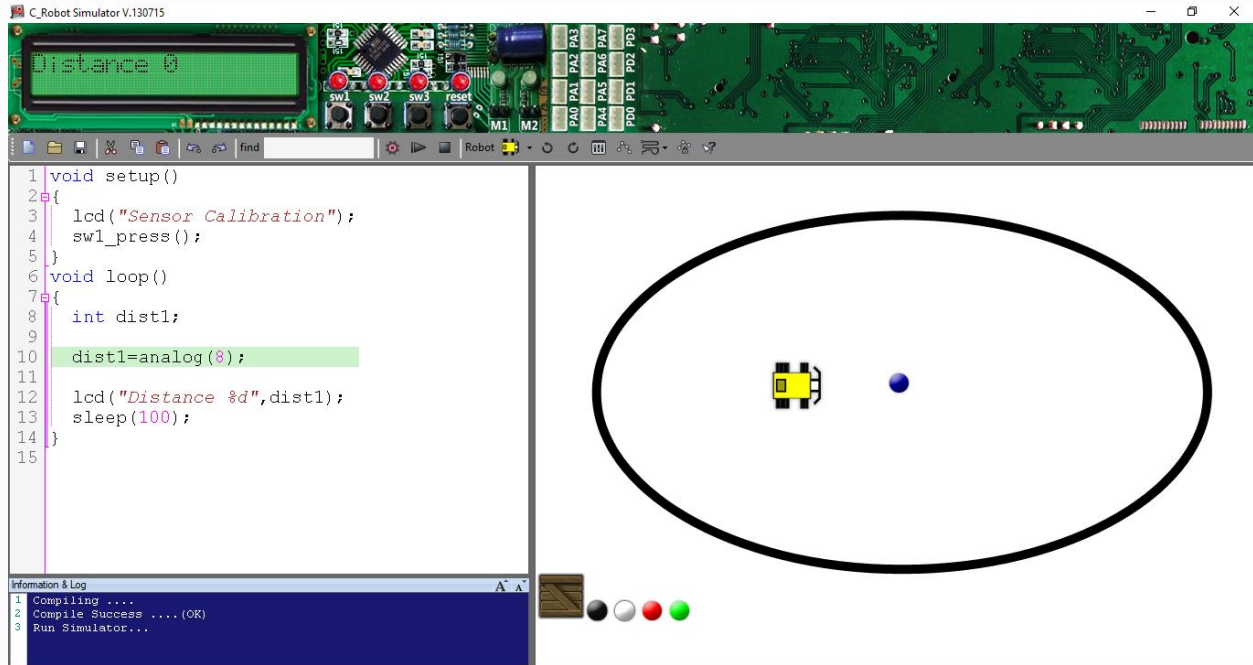 C_Robot Simulator V.130715
Distance 0
sw1 sw2 sw3 reset
M1 M2
PA0 PA1 PA2 PA3
PA4 PA5 PA6 PA7
PD0 PD1 PD2 PD3
find
Robot
1 void setup()
2 {
3 lcd("Sensor Calibration");
4 sw1_press();
5 }
6 void loop()
7 {
8 int dist1;
9
10 dist1=analog(8);
11
12 lcd("Distance %d",dist1);
13 sleep(100);
14 }
15
Information & Log
A A
1 Compiling ....
2 Compile Success ....(OK)
3 Run Simulator...